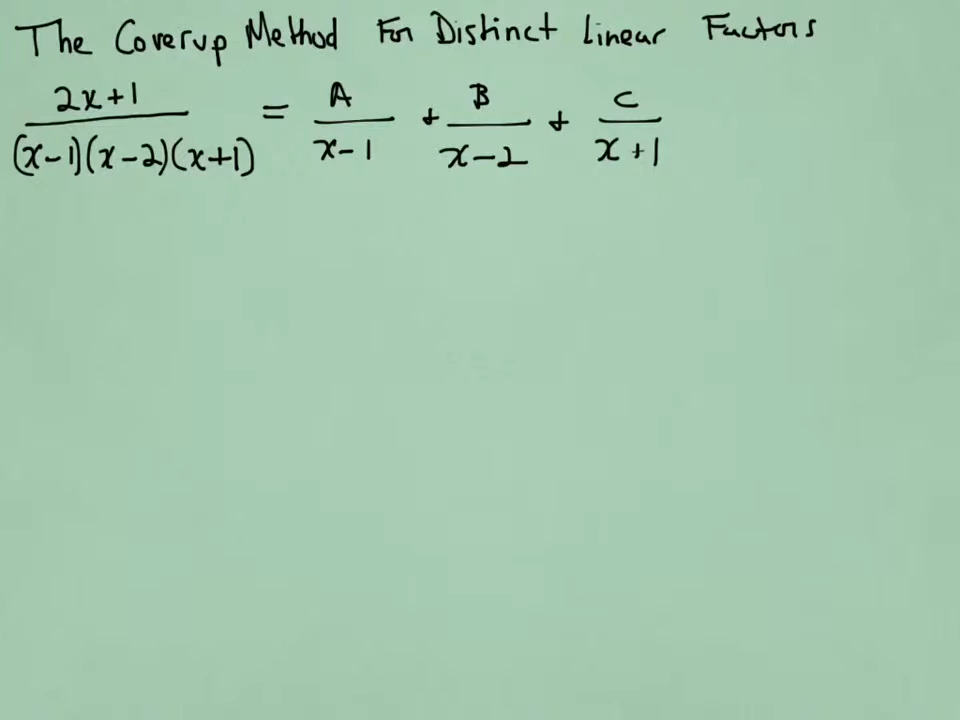 The Coverup Method For Distinct Linear Factors
2x+1 / (x-1)(x-2)(x+1) = A / x-1 + B / x-2 + C / x+1